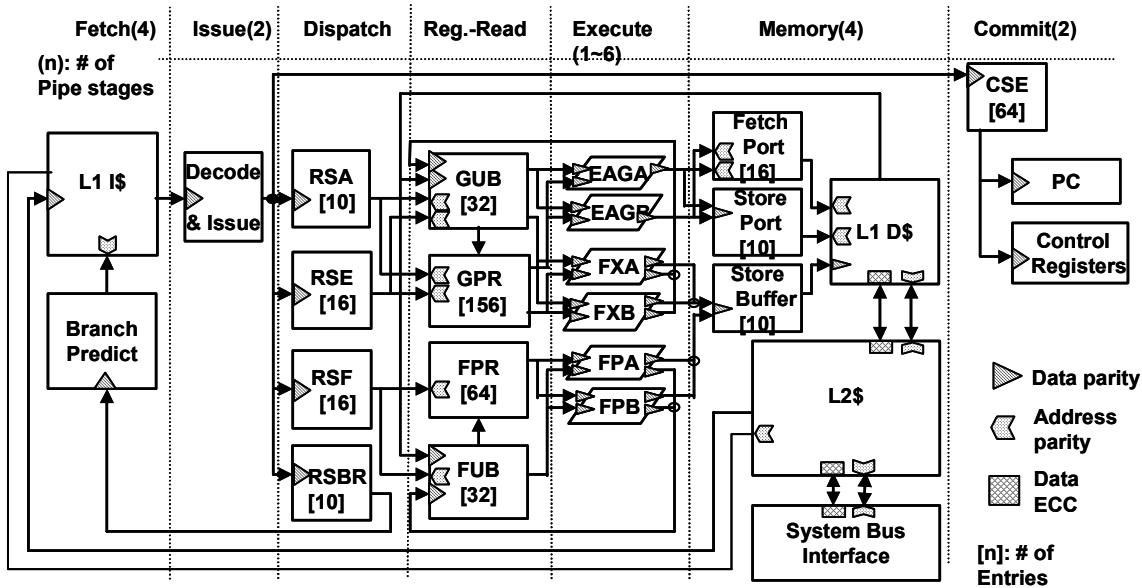 Fetch(4)
Issue(2)
Dispatch
Reg.-Read
Execute
(1~6)
Memory(4)
Commit(2)
(n): # of
Pipe stages
L1 I$
Branch
Predict
Decode
& Issue
RSA
[10]
RSE
[16]
RSF
[16]
RSBR
[10]
GUB
[32]
GPR
[156]
FPR
[64]
FUB
[32]
EAGA
EAGB
FXA
FXB
FPA
FPB
Fetch
Port
[16]
Store
Port
[10]
Store
Buffer
[10]
L1 D$
L2$
System Bus
Interface
CSE
[64]
PC
Control
Registers
Data parity
Address
parity
Data
ECC
[n]: # of
Entries